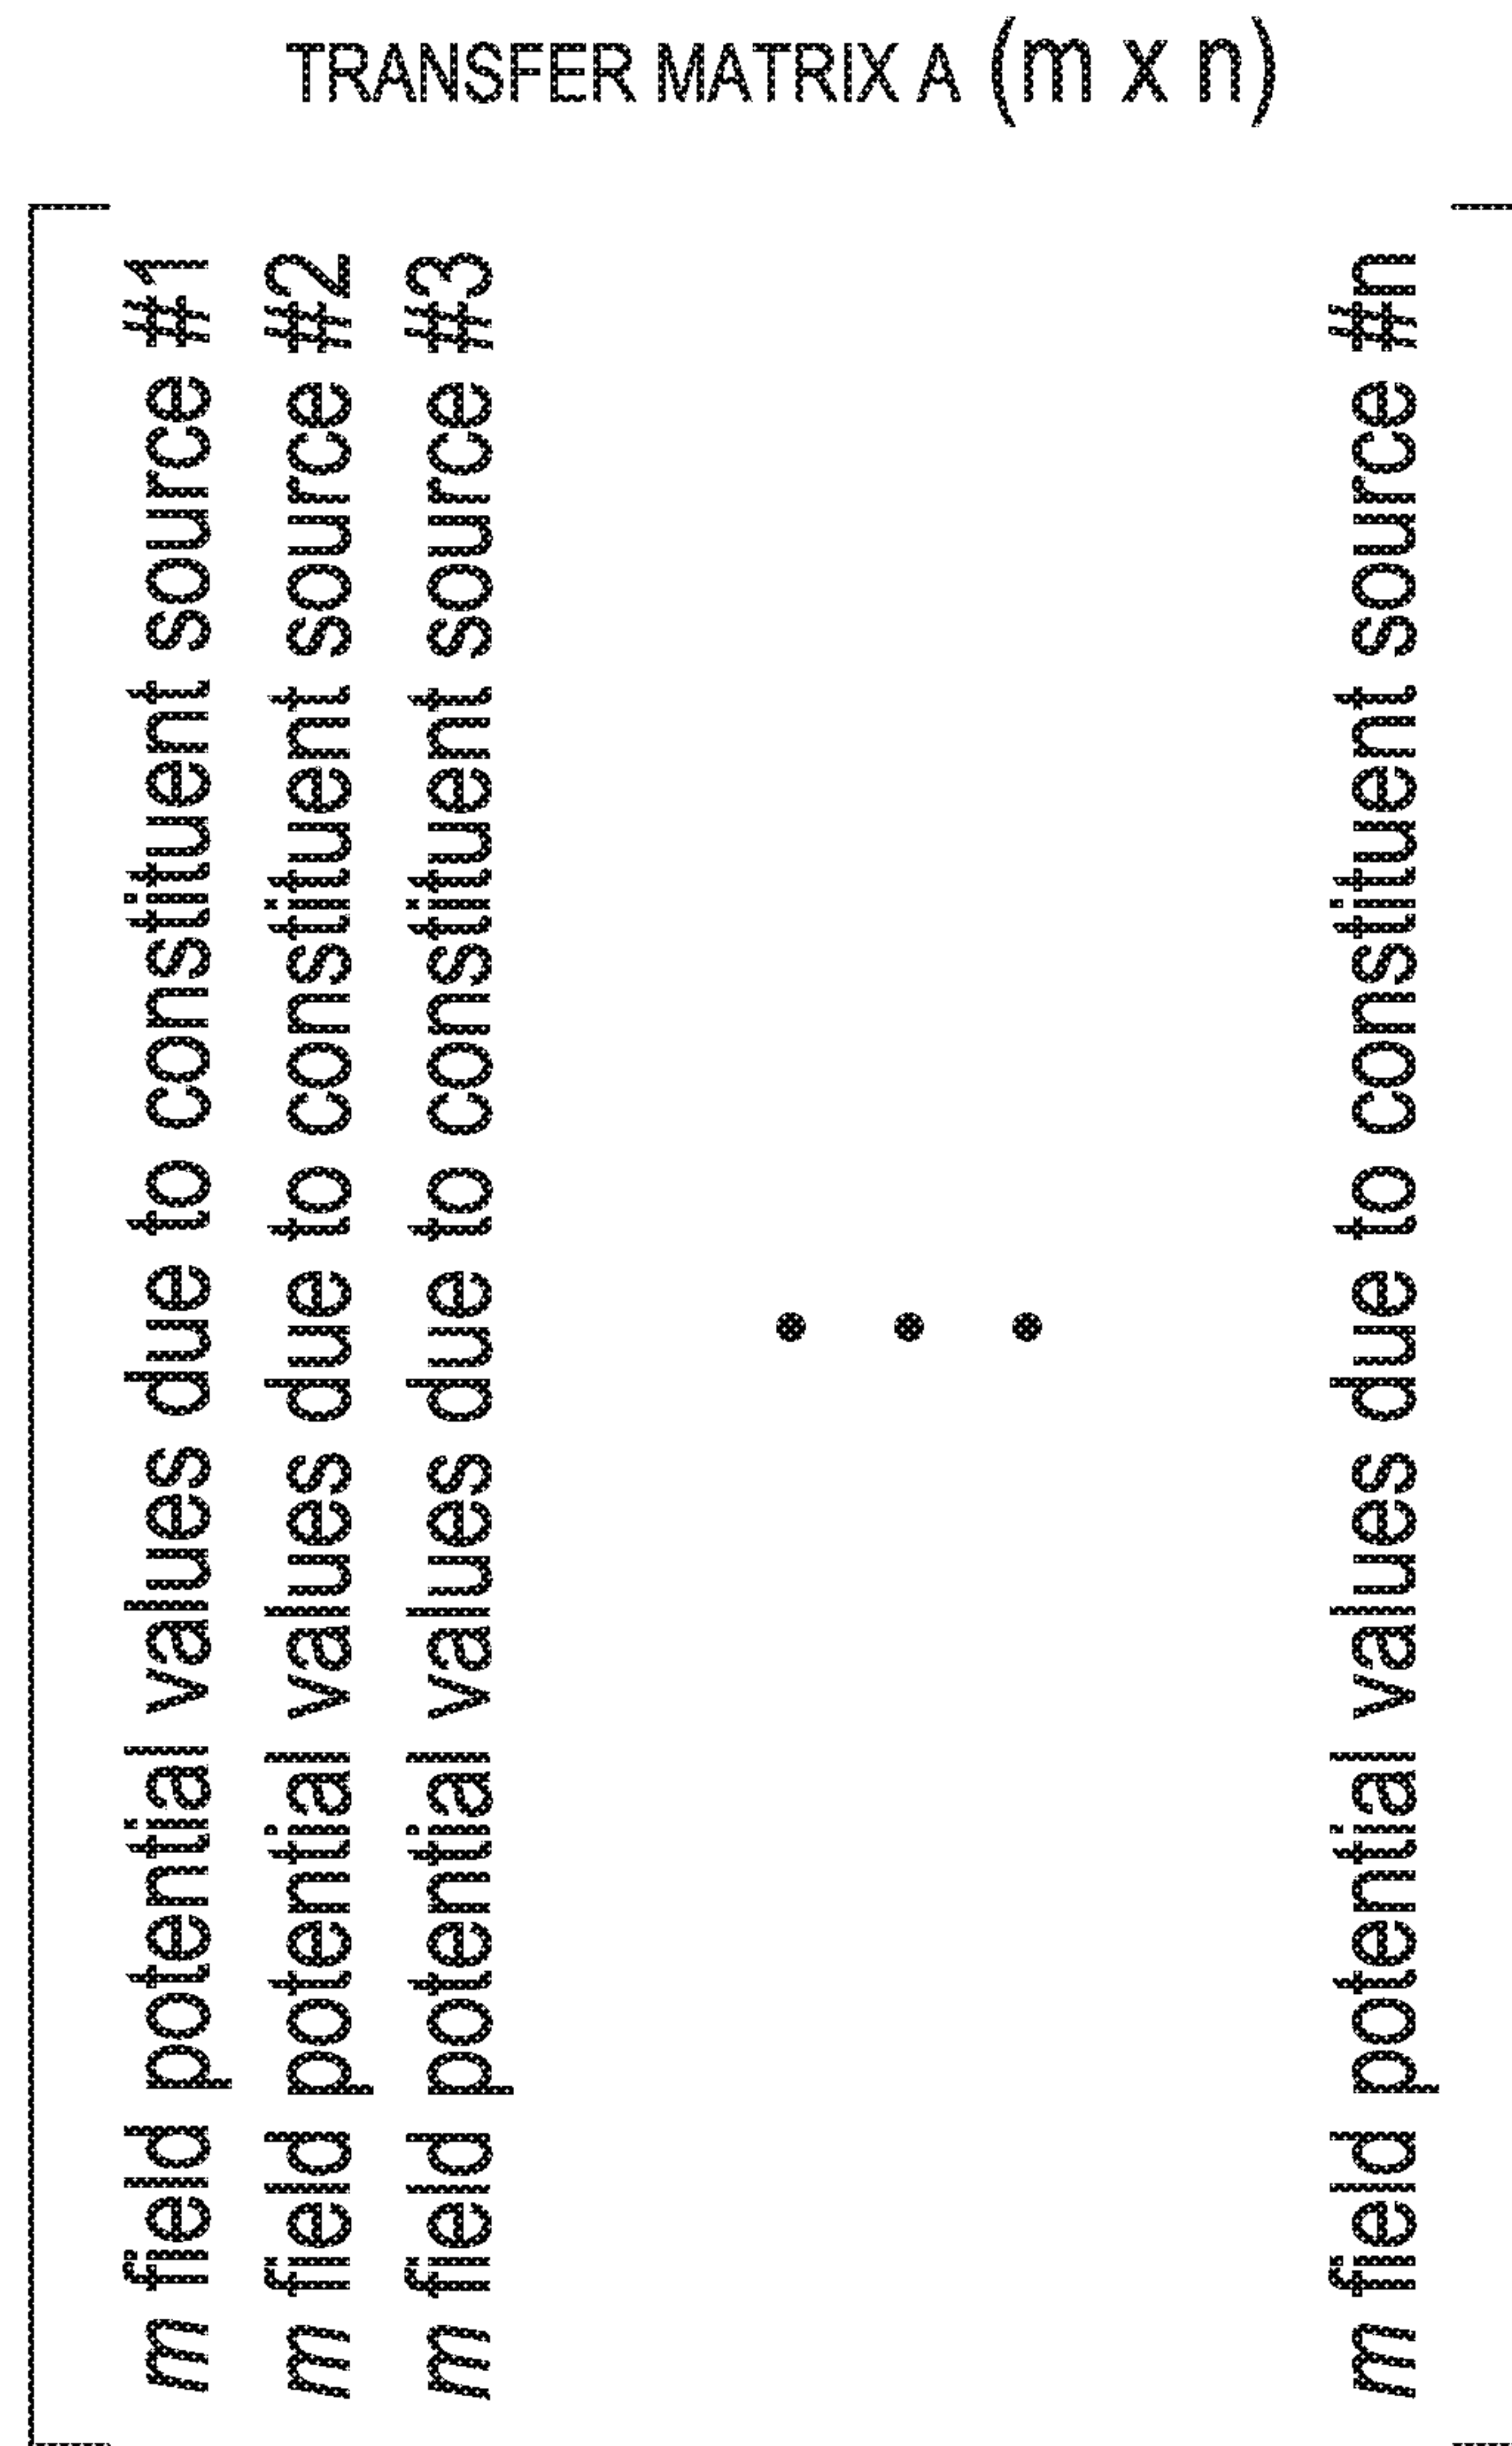 TRANSFER MATRIX A (m x n)
m field potential values due to constituent source #1
m field potential values due to constituent source #2
m field potential values due to constituent source #3
• • •
m field potential values due to constituent source #n